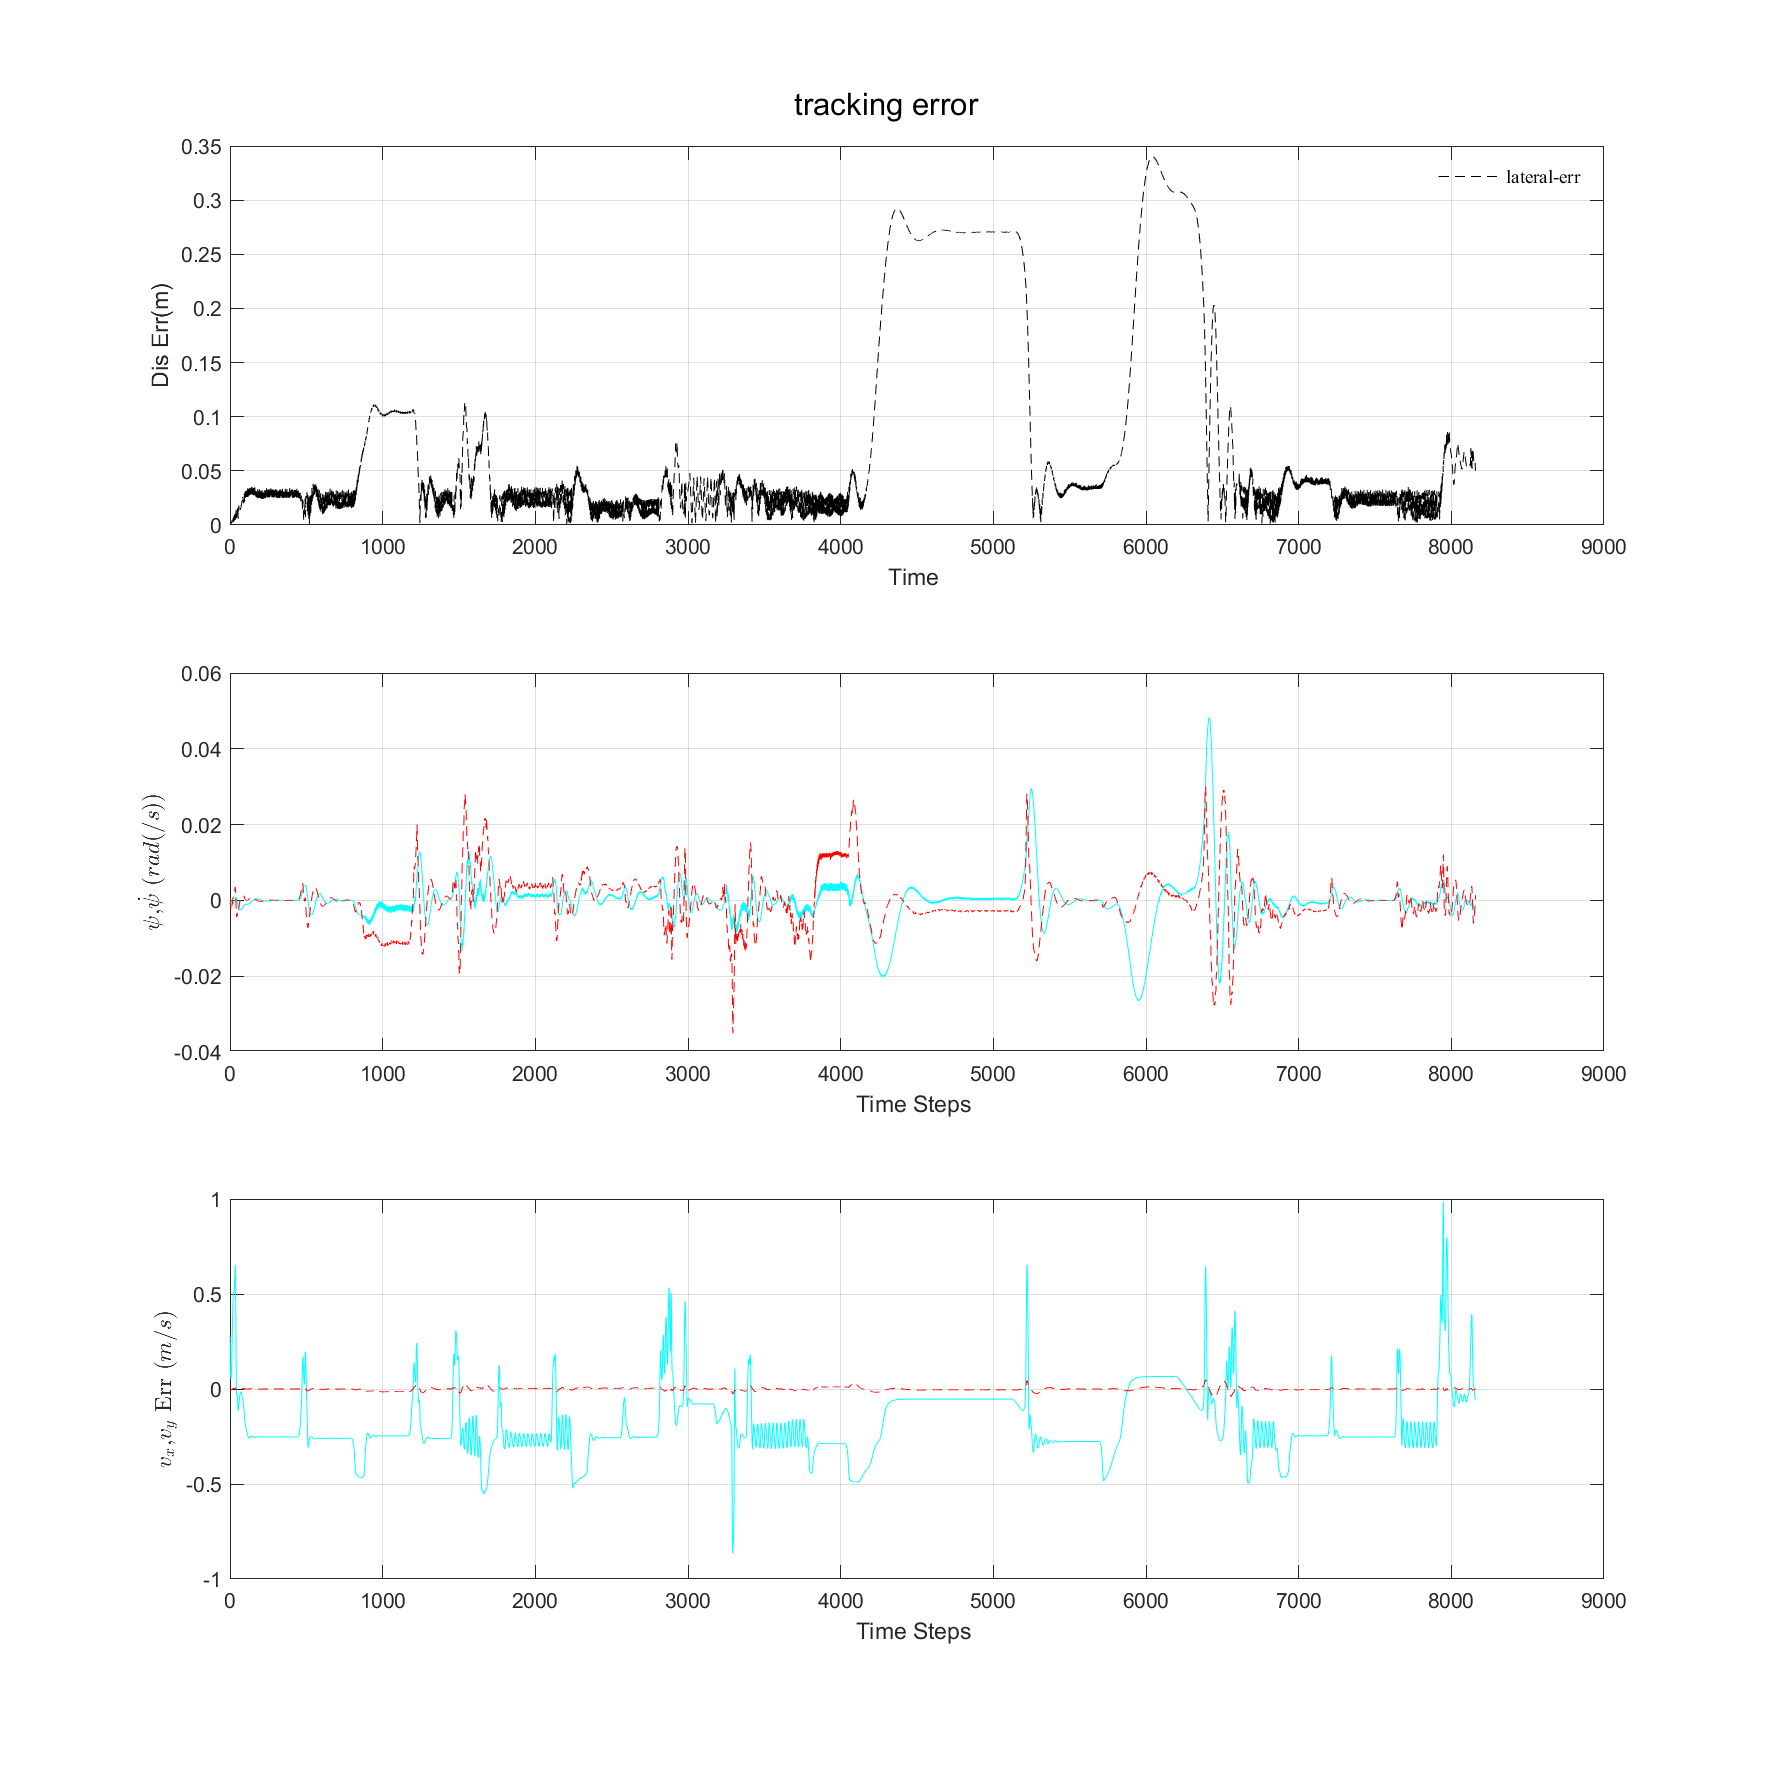 tracking error
0.35
0.3
0.25
0.2
0.15
0.1
0.05
0
Dis Err(m)
lateral-err
0 1000 2000 3000 4000 5000 6000 7000 8000 9000
Time
0.06
0.04
0.02
0
-0.02
-0.04
ψ,ψ̇ (rad(/s))
0 1000 2000 3000 4000 5000 6000 7000 8000 9000
Time Steps
1
0.5
0
-0.5
-1
vₓ,v_y Err (m/s)
0 1000 2000 3000 4000 5000 6000 7000 8000 9000
Time Steps